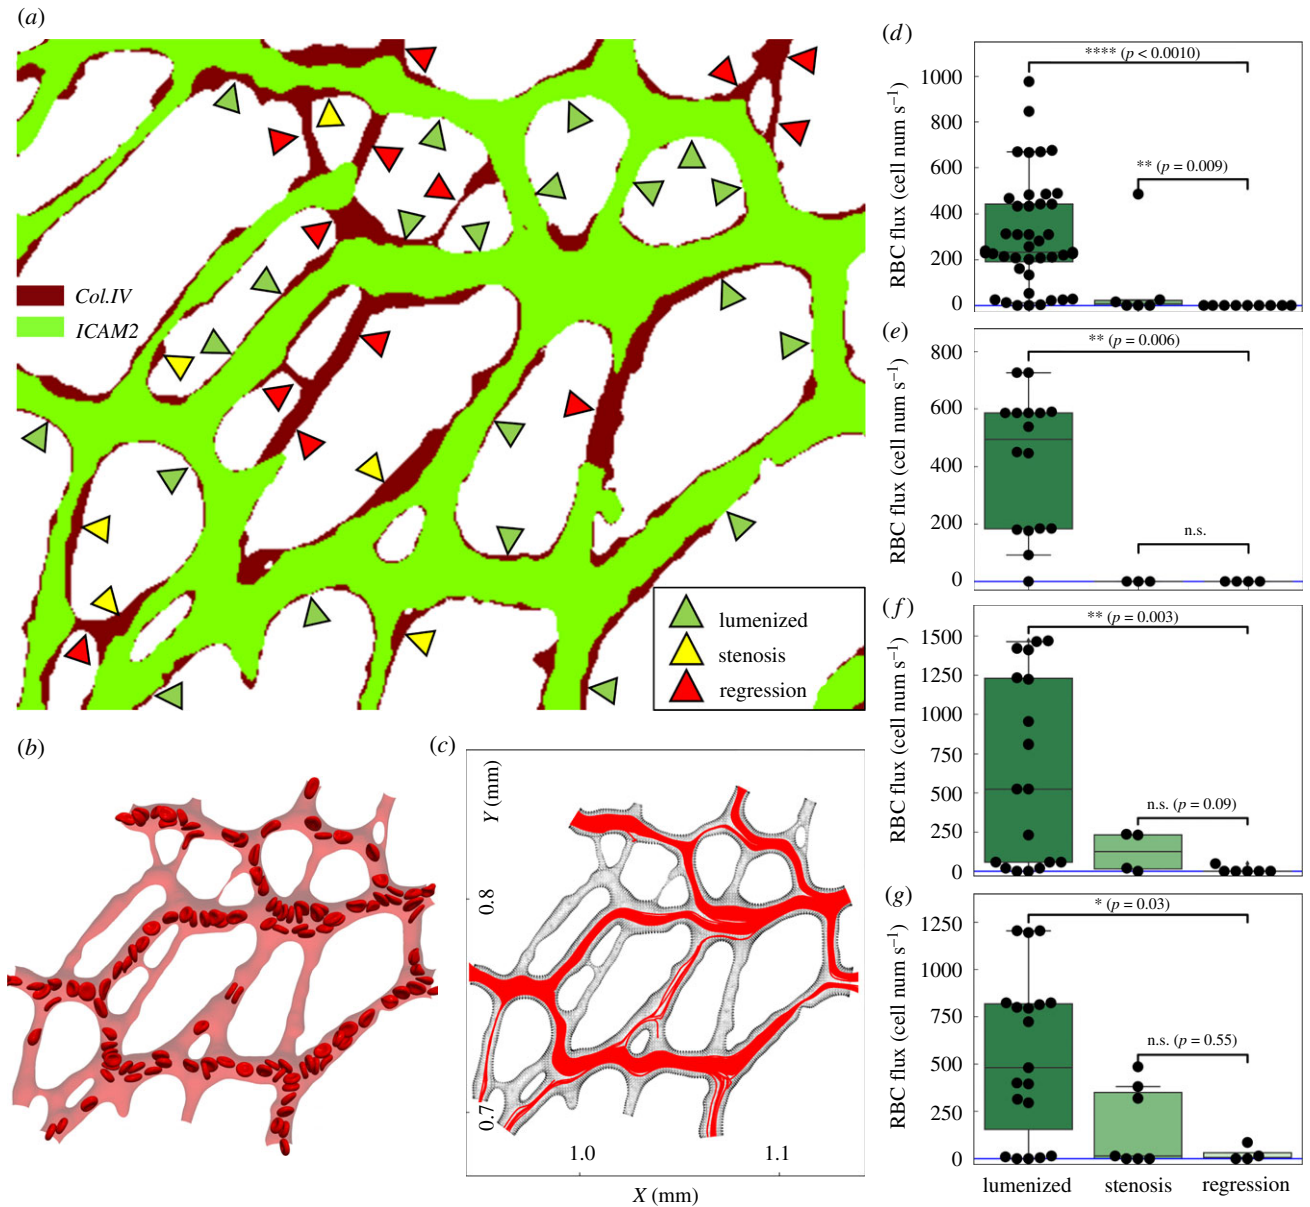 (a)
Col.IV
ICAM2
lumenized
stenosis
regression
(b)
(c)
Y (mm)
0.8
0.7
1.0
1.1
X (mm)
(d)
RBC flux (cell num s⁻¹)
1000
800
600
400
200
0
**** (p < 0.0010)
** (p = 0.009)
(e)
RBC flux (cell num s⁻¹)
800
600
400
200
0
** (p = 0.006)
n.s.
(f)
RBC flux (cell num s⁻¹)
1500
1250
1000
750
500
250
0
** (p = 0.003)
n.s. (p = 0.09)
(g)
RBC flux (cell num s⁻¹)
1250
1000
750
500
250
0
* (p = 0.03)
n.s. (p = 0.55)
lumenized
stenosis
regression